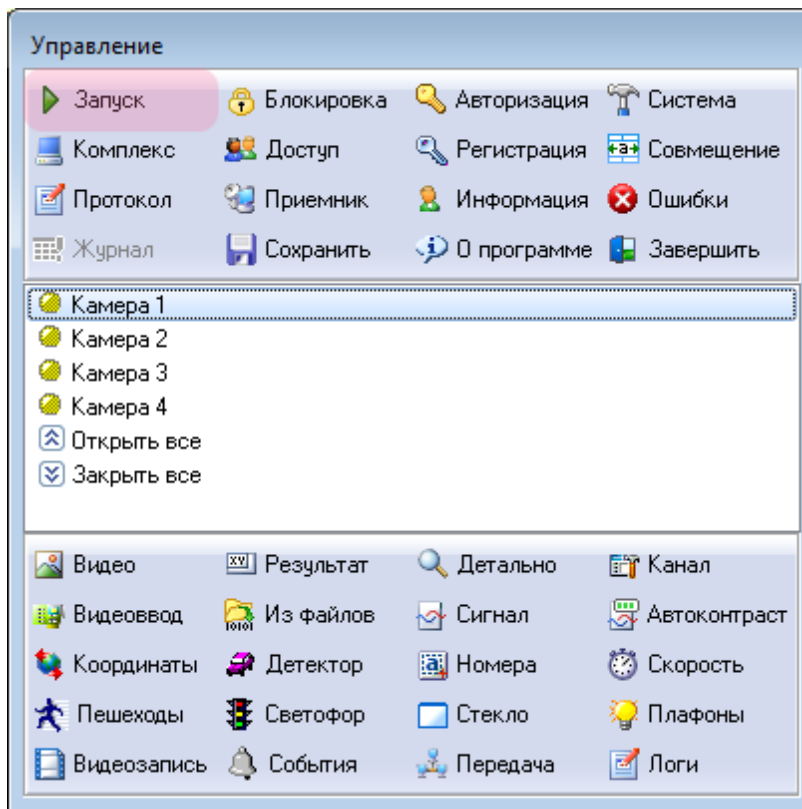 Управление
Запуск Блокировка Авторизация Система
Комплекс Доступ Регистрация Совмещение
Протокол Приемник Информация Ошибки
Журнал Сохранить О программе Завершить
Камера 1
Камера 2
Камера 3
Камера 4
Открыть все
Закрыть все
Видео Результат Детально Канал
Видеоввод Из файлов Сигнал Автоконтраст
Координаты Детектор Номера Скорость
Пешеходы Светофор Стекло Плафоны
Видеозапись События Передача Логи